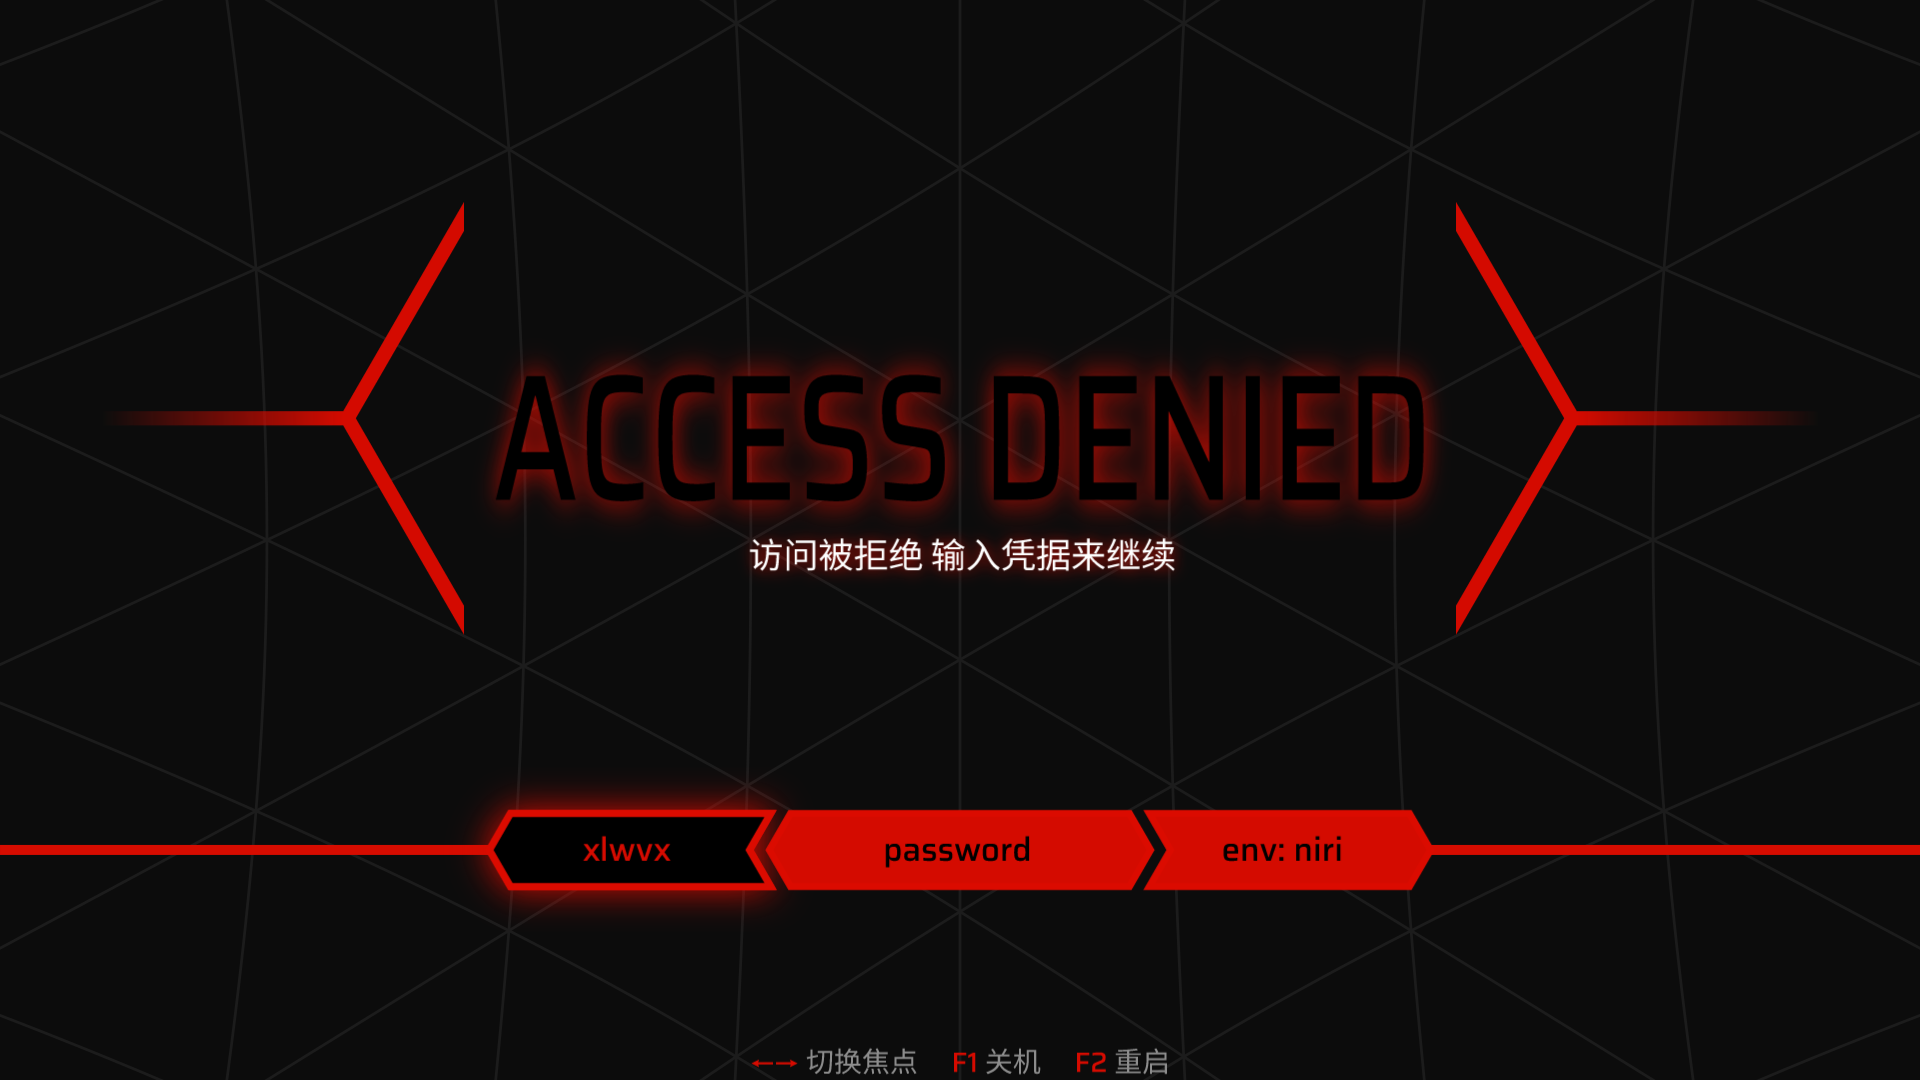 ACCESS DENIED
访问被拒绝 输入凭据来继续
xlwvx password env: niri
←→ 切换焦点 F1 关机 F2 重启